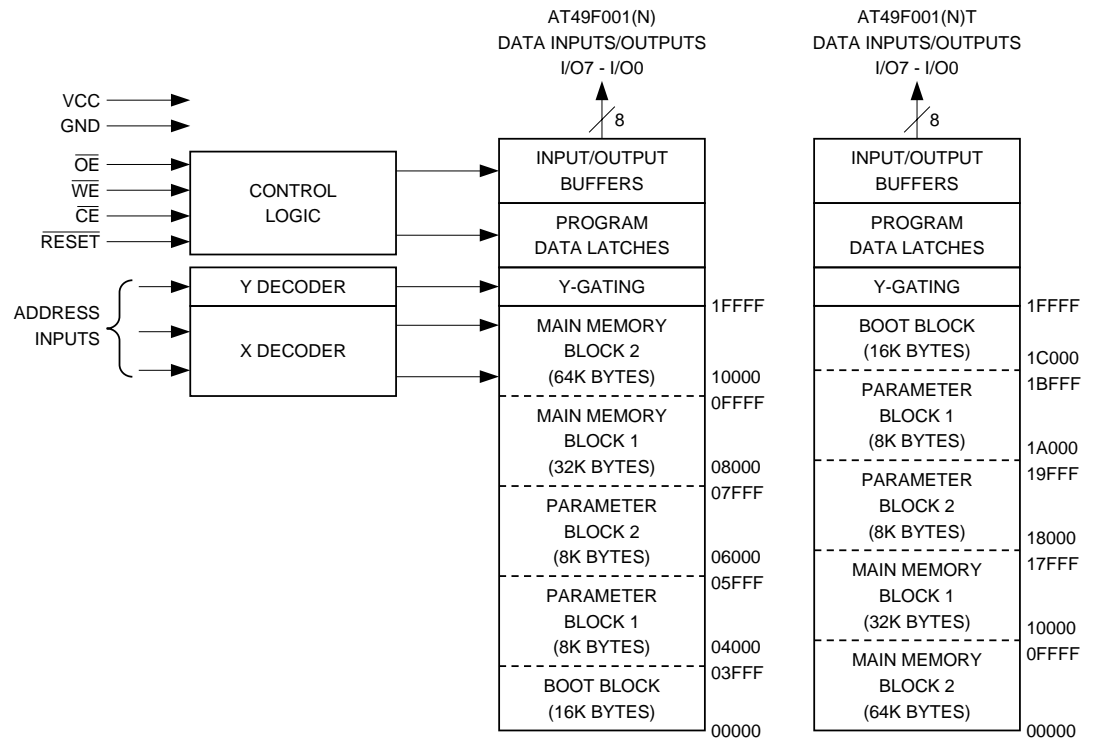 AT49F001(N)
DATA INPUTS/OUTPUTS
I/O7 - I/O0
8
AT49F001(N)T
DATA INPUTS/OUTPUTS
I/O7 - I/O0
8
VCC
GND
OE
WE
CE
RESET
ADDRESS
INPUTS
CONTROL
LOGIC
Y DECODER
X DECODER
INPUT/OUTPUT
BUFFERS
PROGRAM
DATA LATCHES
Y-GATING
1FFFF
MAIN MEMORY
BLOCK 2
(64K BYTES)
10000
0FFFF
MAIN MEMORY
BLOCK 1
(32K BYTES)
08000
07FFF
PARAMETER
BLOCK 2
(8K BYTES)
06000
05FFF
PARAMETER
BLOCK 1
(8K BYTES)
04000
03FFF
BOOT BLOCK
(16K BYTES)
00000
INPUT/OUTPUT
BUFFERS
PROGRAM
DATA LATCHES
Y-GATING
1FFFF
BOOT BLOCK
(16K BYTES)
1C000
1BFFF
PARAMETER
BLOCK 1
(8K BYTES)
1A000
19FFF
PARAMETER
BLOCK 2
(8K BYTES)
18000
17FFF
MAIN MEMORY
BLOCK 1
(32K BYTES)
10000
0FFFF
MAIN MEMORY
BLOCK 2
(64K BYTES)
00000